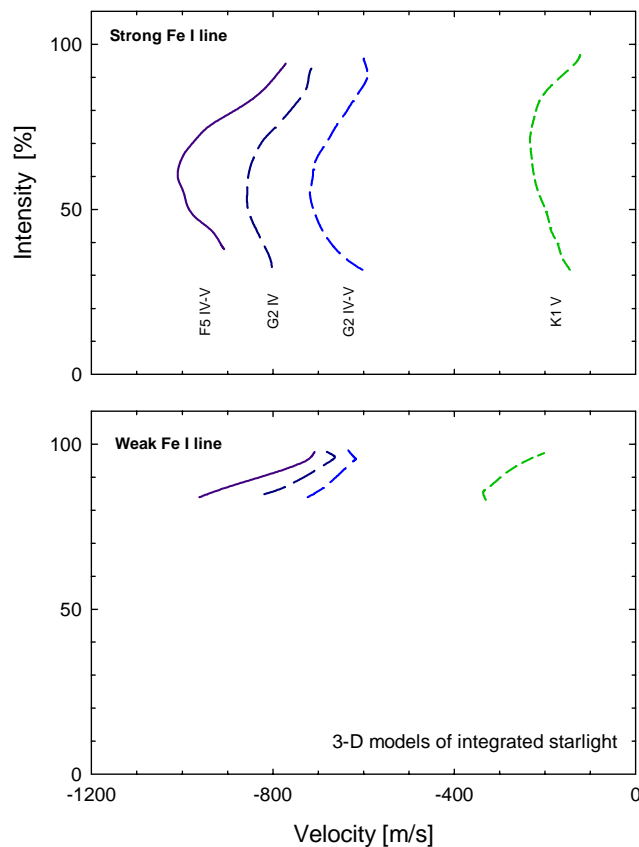 100
Strong Fe I line
Intensity [%]
50
F5 IV-V
G2 IV
G2 IV-V
K1 V
0
100
Weak Fe I line
50
3-D models of integrated starlight
0
-1200
-800
-400
0
Velocity [m/s]